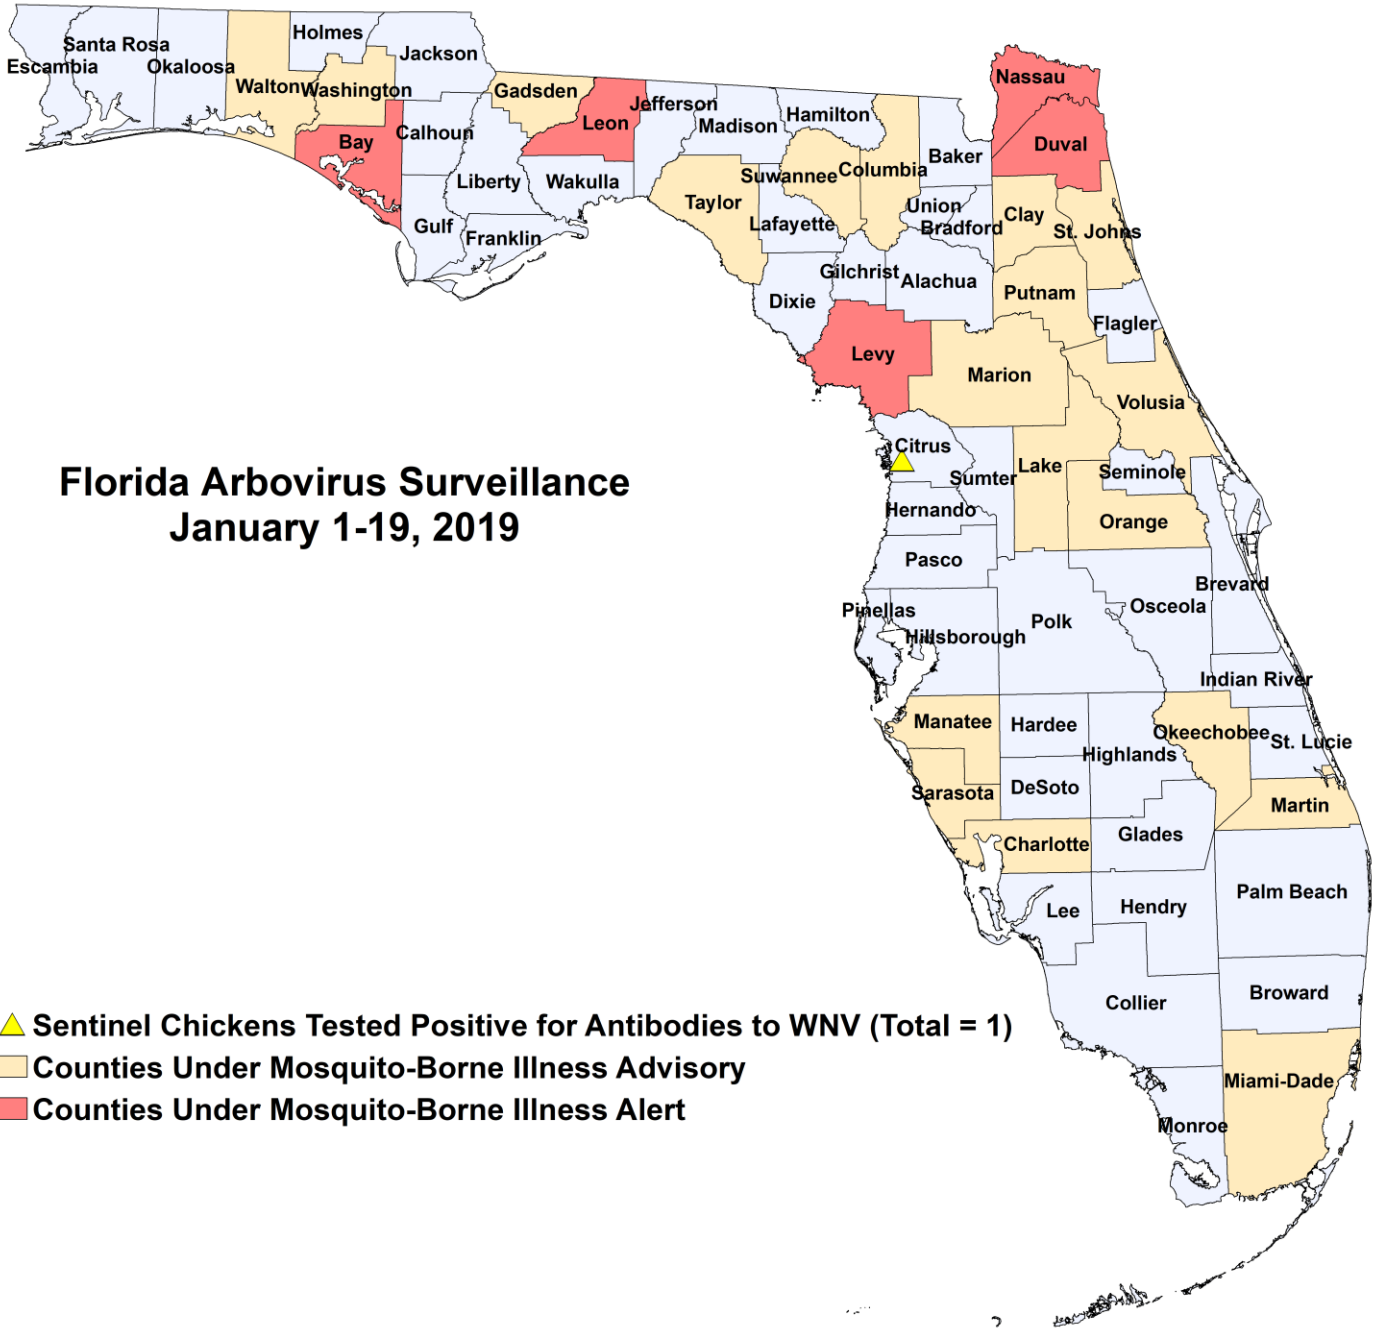 Holmes
Santa Rosa
Jackson
Escambia
Okaloosa
Walton
Washington
Gadsden
Nassau
Jefferson
Leon
Madison
Hamilton
Bay
Calhoun
Duval
Baker
Suwannee
Columbia
Liberty
Wakulla
Taylor
Union
Clay
Lafayette
Bradford
St. Johns
Gulf
Franklin
Gilchrist
Alachua
Dixie
Putnam
Flagler
Levy
Marion
Volusia
Citrus
Lake
Seminole
Sumter
Florida Arbovirus Surveillance
January 1-19, 2019
Hernando
Orange
Pasco
Brevard
Pinellas
Osceola
Polk
Hillsborough
Indian River
Manatee
Hardee
Okeechobee
St. Lucie
Highlands
Sarasota
DeSoto
Martin
Charlotte
Glades
Palm Beach
Lee
Hendry
Broward
Collier
Sentinel Chickens Tested Positive for Antibodies to WNV (Total = 1)
Counties Under Mosquito-Borne Illness Advisory
Counties Under Mosquito-Borne Illness Alert
Miami-Dade
Monroe